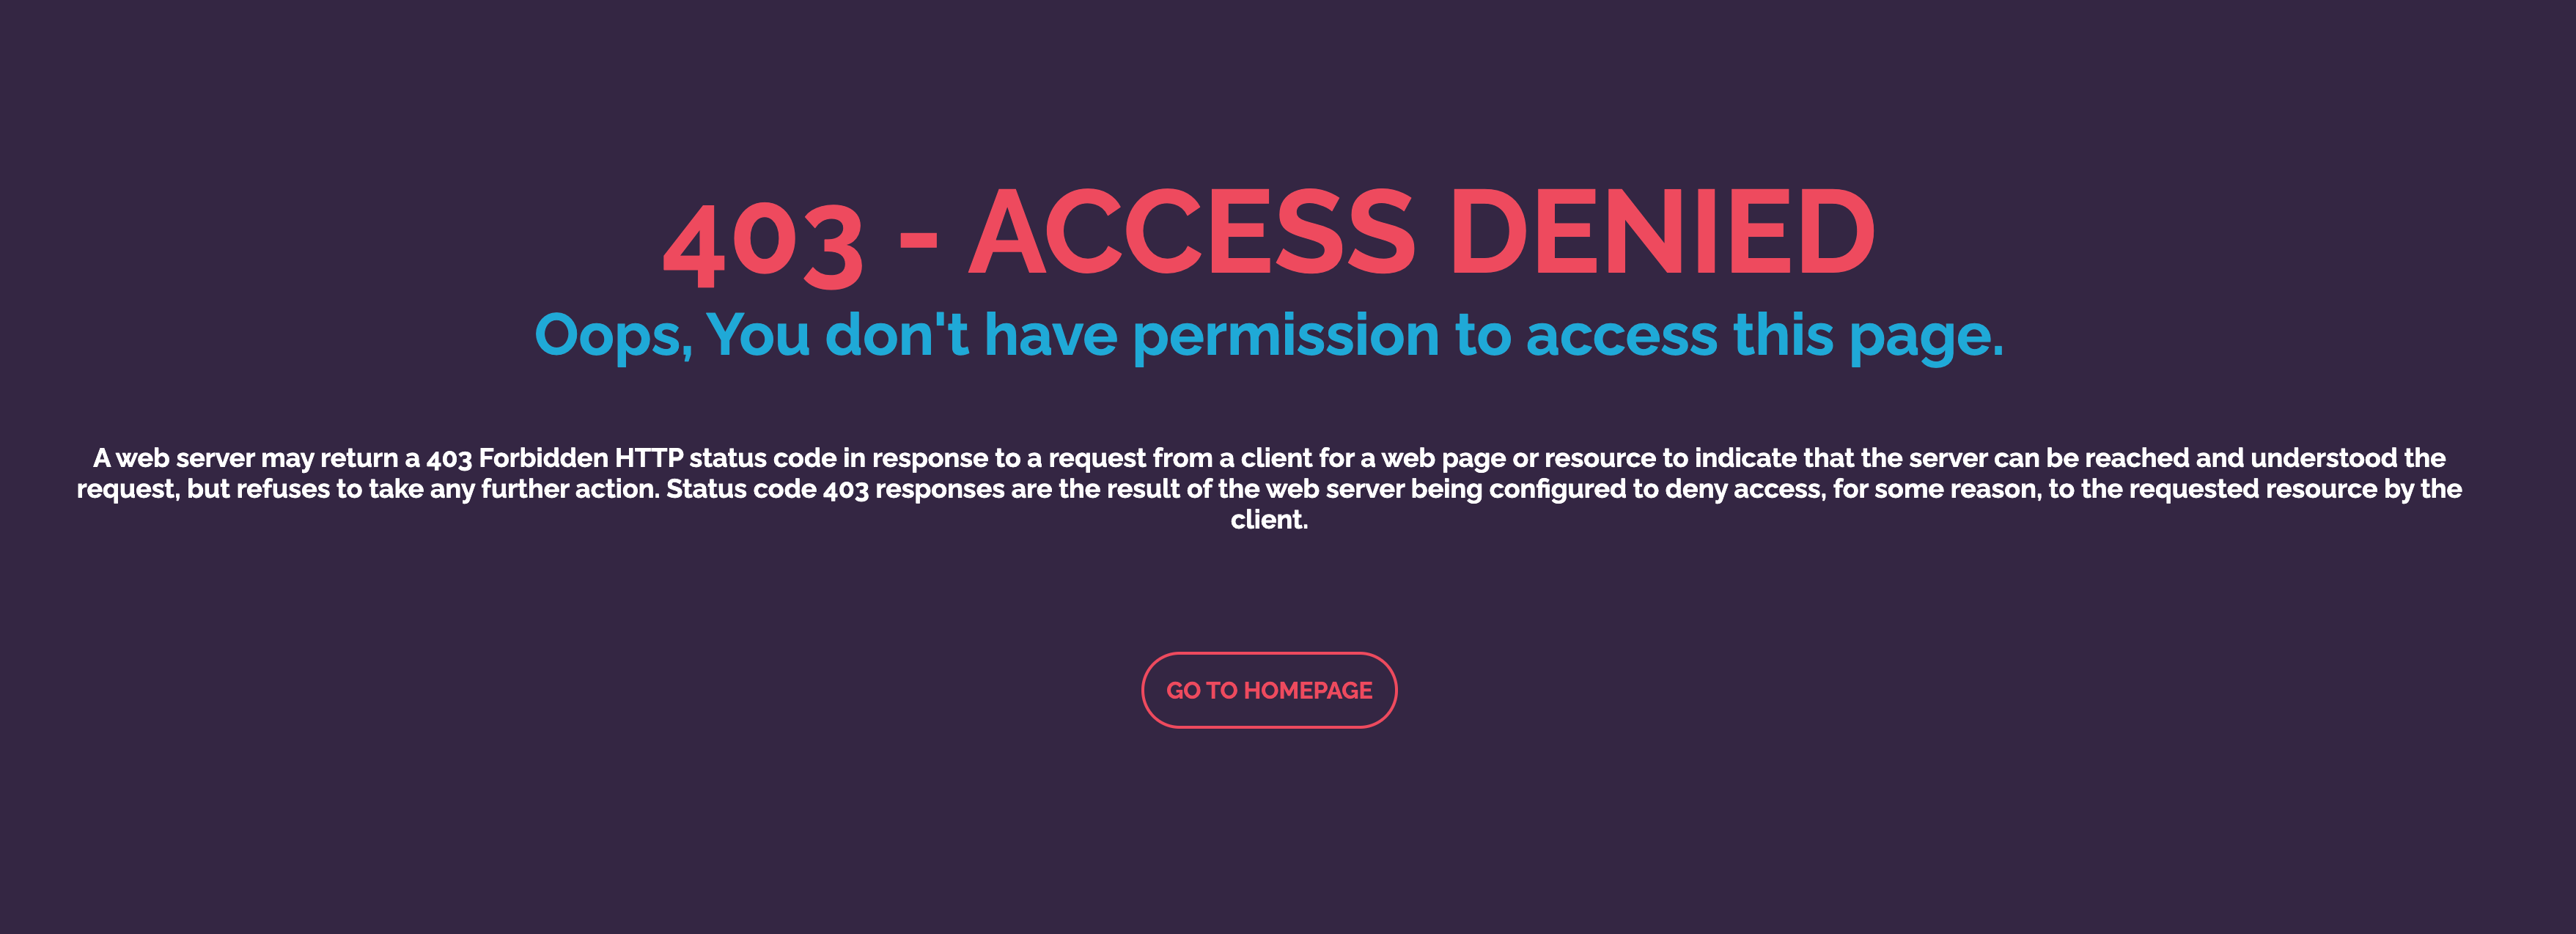 403 - ACCESS DENIED
Oops, You don't have permission to access this page.
A web server may return a 403 Forbidden HTTP status code in response to a request from a client for a web page or resource to indicate that the server can be reached and understood the
request, but refuses to take any further action. Status code 403 responses are the result of the web server being configured to deny access, for some reason, to the requested resource by the
client.
GO TO HOMEPAGE